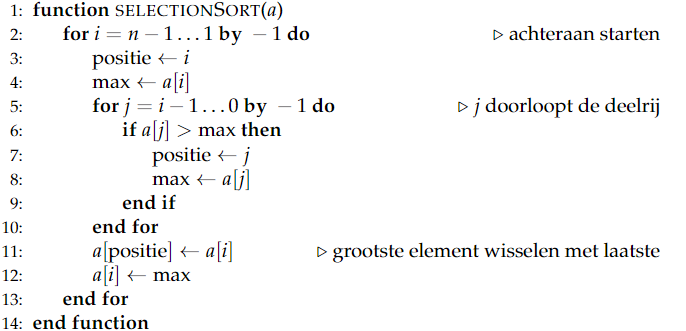 1: function SELECTIONSORT(a)
2: for i = n − 1 … 1 by − 1 do ▷ achteraan starten
3: positie ← i
4: max ← a[i]
5: for j = i − 1 … 0 by − 1 do ▷ j doorloopt de deelrij
6: if a[j] > max then
7: positie ← j
8: max ← a[j]
9: end if
10: end for
11: a[positie] ← a[i] ▷ grootste element wisselen met laatste
12: a[i] ← max
13: end for
14: end function